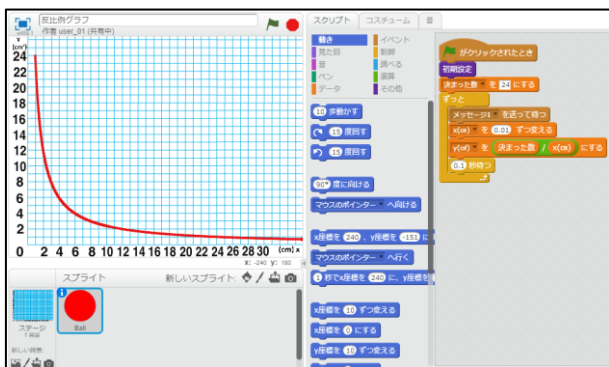 反比例グラフ
作者 user_01 (共有中)
Y
(cm)
24
22
20
18
16
14
12
10
8
6
4
2
0 2 4 6 8 10 12 14 16 18 20 22 24 26 28 30 (cm) x
x: -240 y: 180
スプライト 新しいスプライト:
ステージ
1 背景
Ball
新しい背景:
スクリプト コスチューム 音
動き イベント
見た目 制御
音 調べる
ペン 演算
データ その他
10 歩動かす
15 度回す
15 度回す
90 度に向ける
マウスのポインター へ向ける
x座標を 240 、y座標を -151 に
マウスのポインター へ行く
1 秒でx座標を 240 に、y座標を
x座標を 10 ずつ変える
x座標を 0 にする
y座標を 10 ずつ変える
がクリックされたとき
初期設定
決まった数 を 24 にする
ずっと
メッセージ1 を送って待つ
x(cm) を 0.01 ずつ変える
y(cm) を 決まった数 / x(cm) にする
0.1 秒待つ